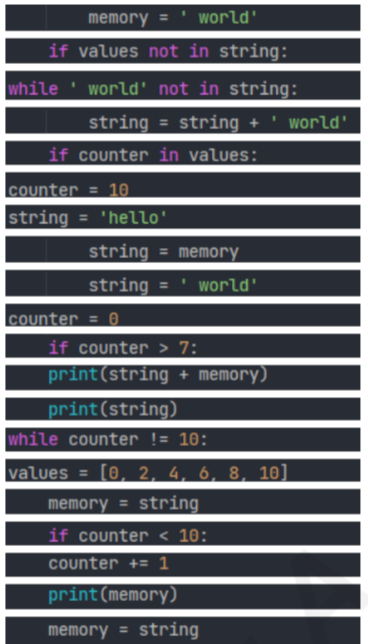 memory = ' world'
    if values not in string:
while ' world' not in string:
        string = string + ' world'
    if counter in values:
counter = 10
string = 'hello'
        string = memory
        string = ' world'
counter = 0
    if counter > 7:
    print(string + memory)
    print(string)
while counter != 10:
values = [0, 2, 4, 6, 8, 10]
    memory = string
    if counter < 10:
    counter += 1
    print(memory)
    memory = string